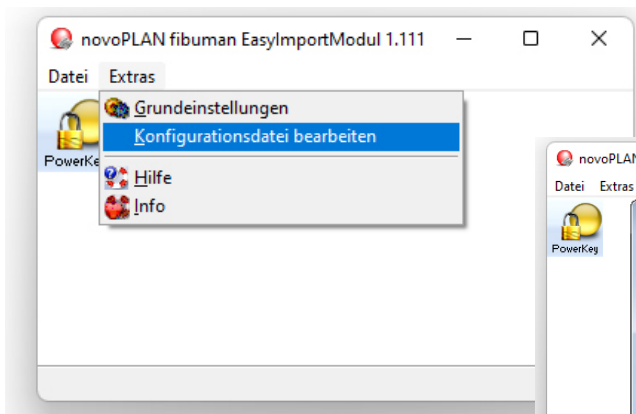 novoPLAN fibuman EasyImportModul 1.111
Datei Extras
Grundeinstellungen
Konfigurationsdatei bearbeiten
PowerKe
Hilfe
Info
novoPLAN
Datei Extras
PowerKey